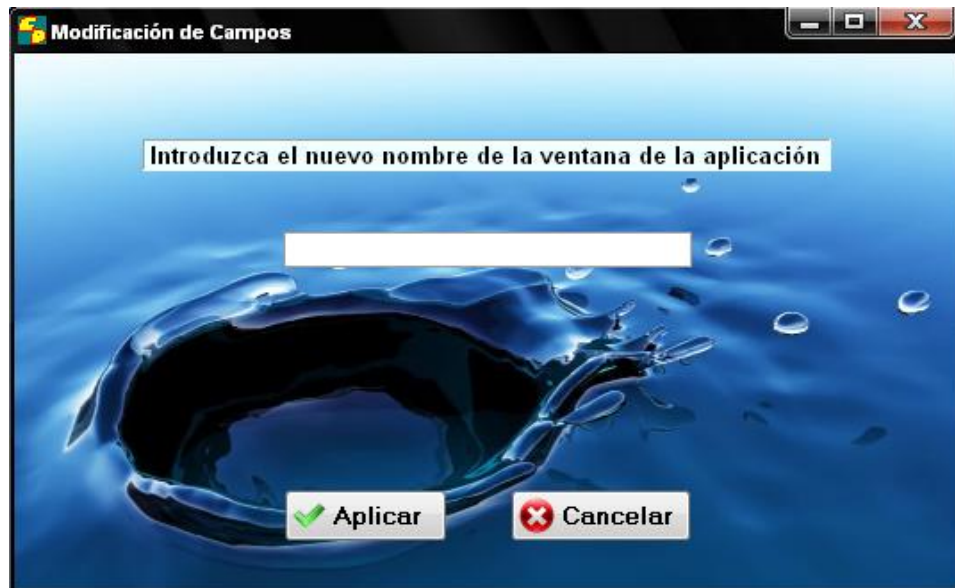 Modificación de Campos
Introduzca el nuevo nombre de la ventana de la aplicación
Aplicar
Cancelar